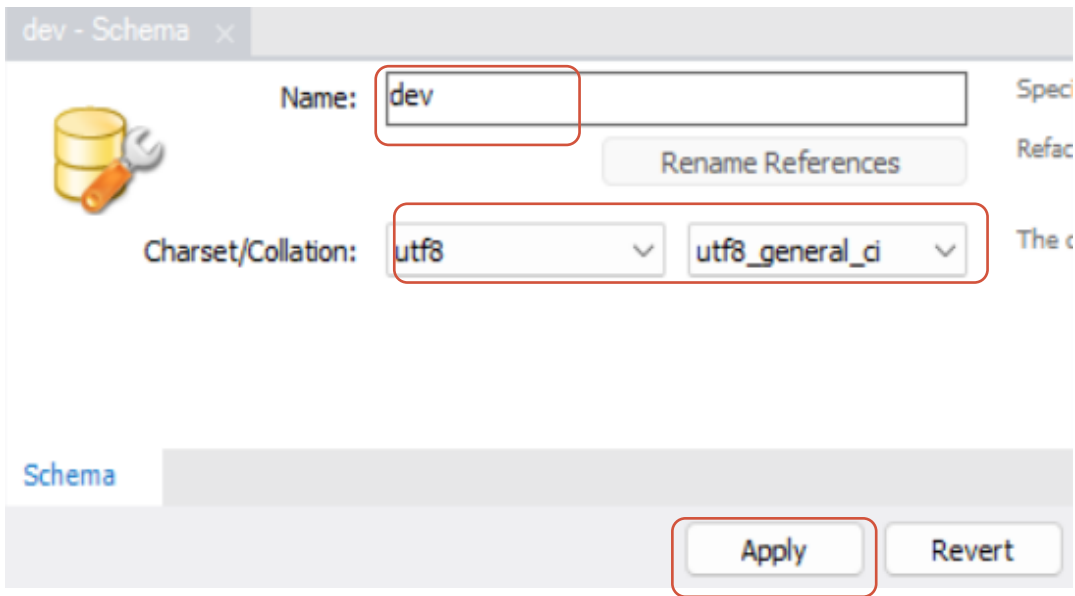 dev - Schema ×
Name: dev
Speci
Rename References
Refac
Charset/Collation: utf8 utf8_general_ci
The c
Schema
Apply Revert